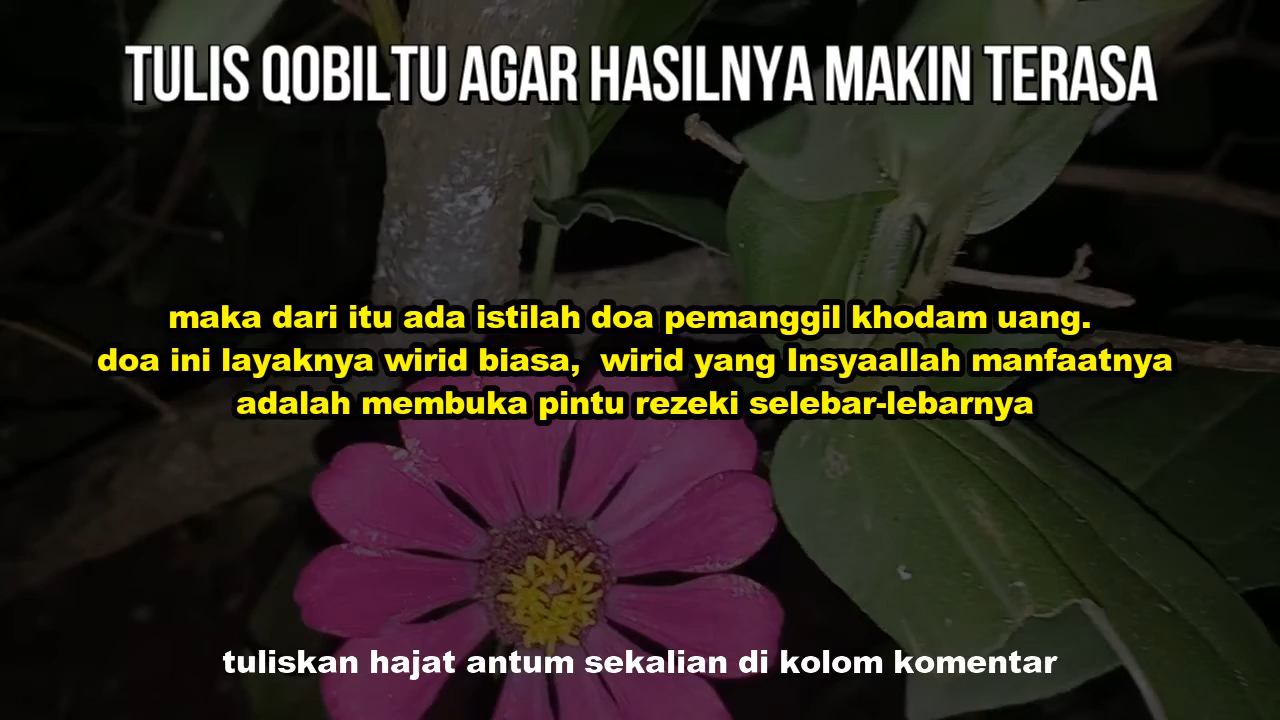 TULIS QOBILTU AGAR HASILNYA MAKIN TERASA
maka dari itu ada istilah doa pemanggil khodam uang.
doa ini layaknya wirid biasa,  wirid yang Insyaallah manfaatnya
adalah membuka pintu rezeki selebar-lebarnya
tuliskan hajat antum sekalian di kolom komentar